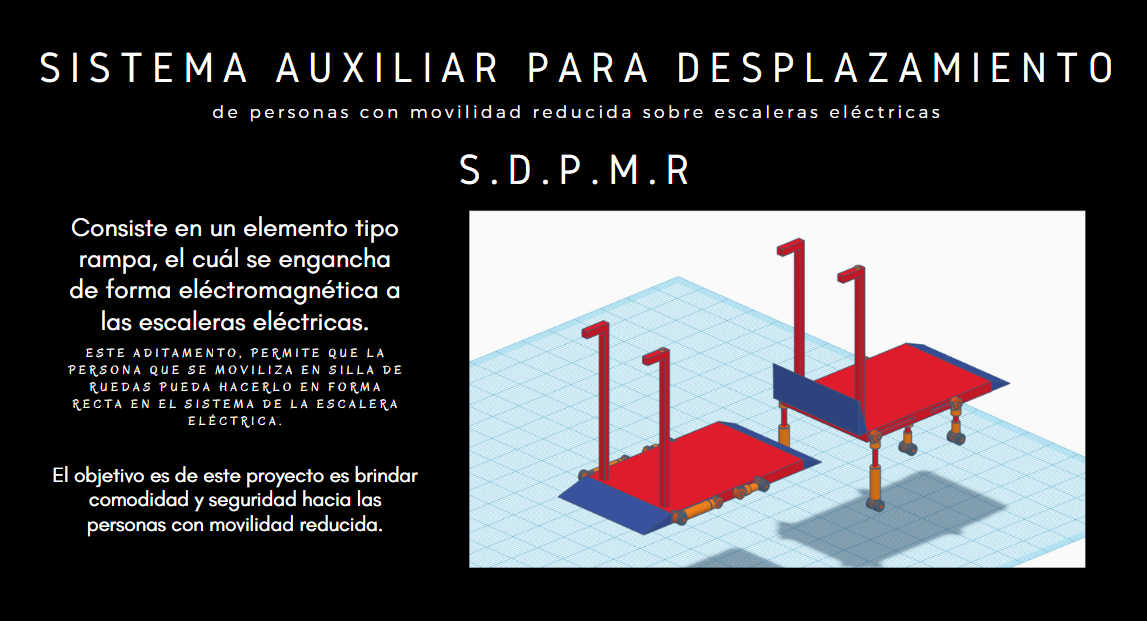 SISTEMA AUXILIAR PARA DESPLAZAMIENTO
de personas con movilidad reducida sobre escaleras eléctricas
S.D.P.M.R
Consiste en un elemento tipo
rampa, el cuál se engancha
de forma eléctromagnética a
las escaleras eléctricas.
ESTE ADITAMENTO, PERMITE QUE LA
PERSONA QUE SE MOVILIZA EN SILLA DE
RUEDAS PUEDA HACERLO EN FORMA
RECTA EN EL SISTEMA DE LA ESCALERA
ELÉCTRICA.
El objetivo es de este proyecto es brindar
comodidad y seguridad hacia las
personas con movilidad reducida.